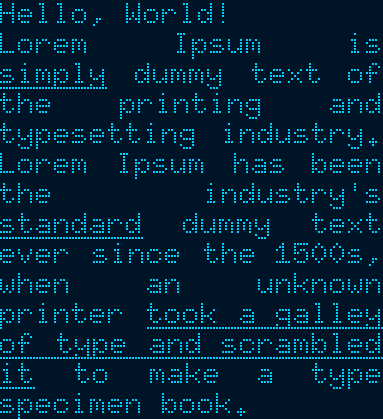 Hello, World!
Lorem Ipsum is
simply dummy text of
the printing and
typesetting industry.
Lorem Ipsum has been
the industry's
standard dummy text
ever since the 1500s,
when an unknown
printer took a galley
of type and scrambled
it to make a type
specimen book.